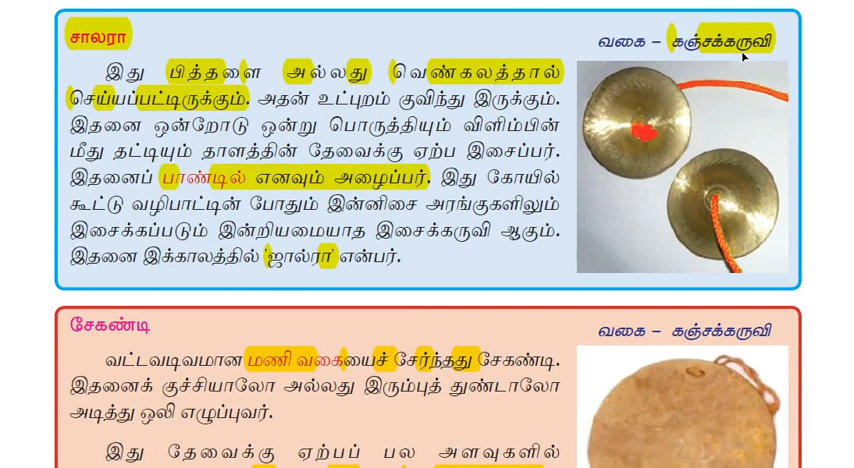 சாலரா
வகை – கஞ்சக்கருவி
இது பித்தளை அல்லது வெண்கலத்தால்
செய்யப்பட்டிருக்கும். அதன் உட்புறம் குவிந்து இருக்கும்.
இதனை ஒன்றோடு ஒன்று பொருத்தியும் விளிம்பின்
மீது தட்டியும் தாளத்தின் தேவைக்கு ஏற்ப இசைப்பர்.
இதனைப் பாண்டில் எனவும் அழைப்பர். இது கோயில்
கூட்டு வழிபாட்டின் போதும் இன்னிசை அரங்குகளிலும்
இசைக்கப்படும் இன்றியமையாத இசைக்கருவி ஆகும்.
இதனை இக்காலத்தில் 'ஜால்ரா' என்பர்.
சேகண்டி
வகை – கஞ்சக்கருவி
வட்டவடிவமான மணி வகையைச் சேர்ந்தது சேகண்டி.
இதனைக் குச்சியாலோ அல்லது இரும்புத் துண்டாலோ
அடித்து ஒலி எழுப்புவர்.
இது தேவைக்கு ஏற்பப் பல அளவுகளில்